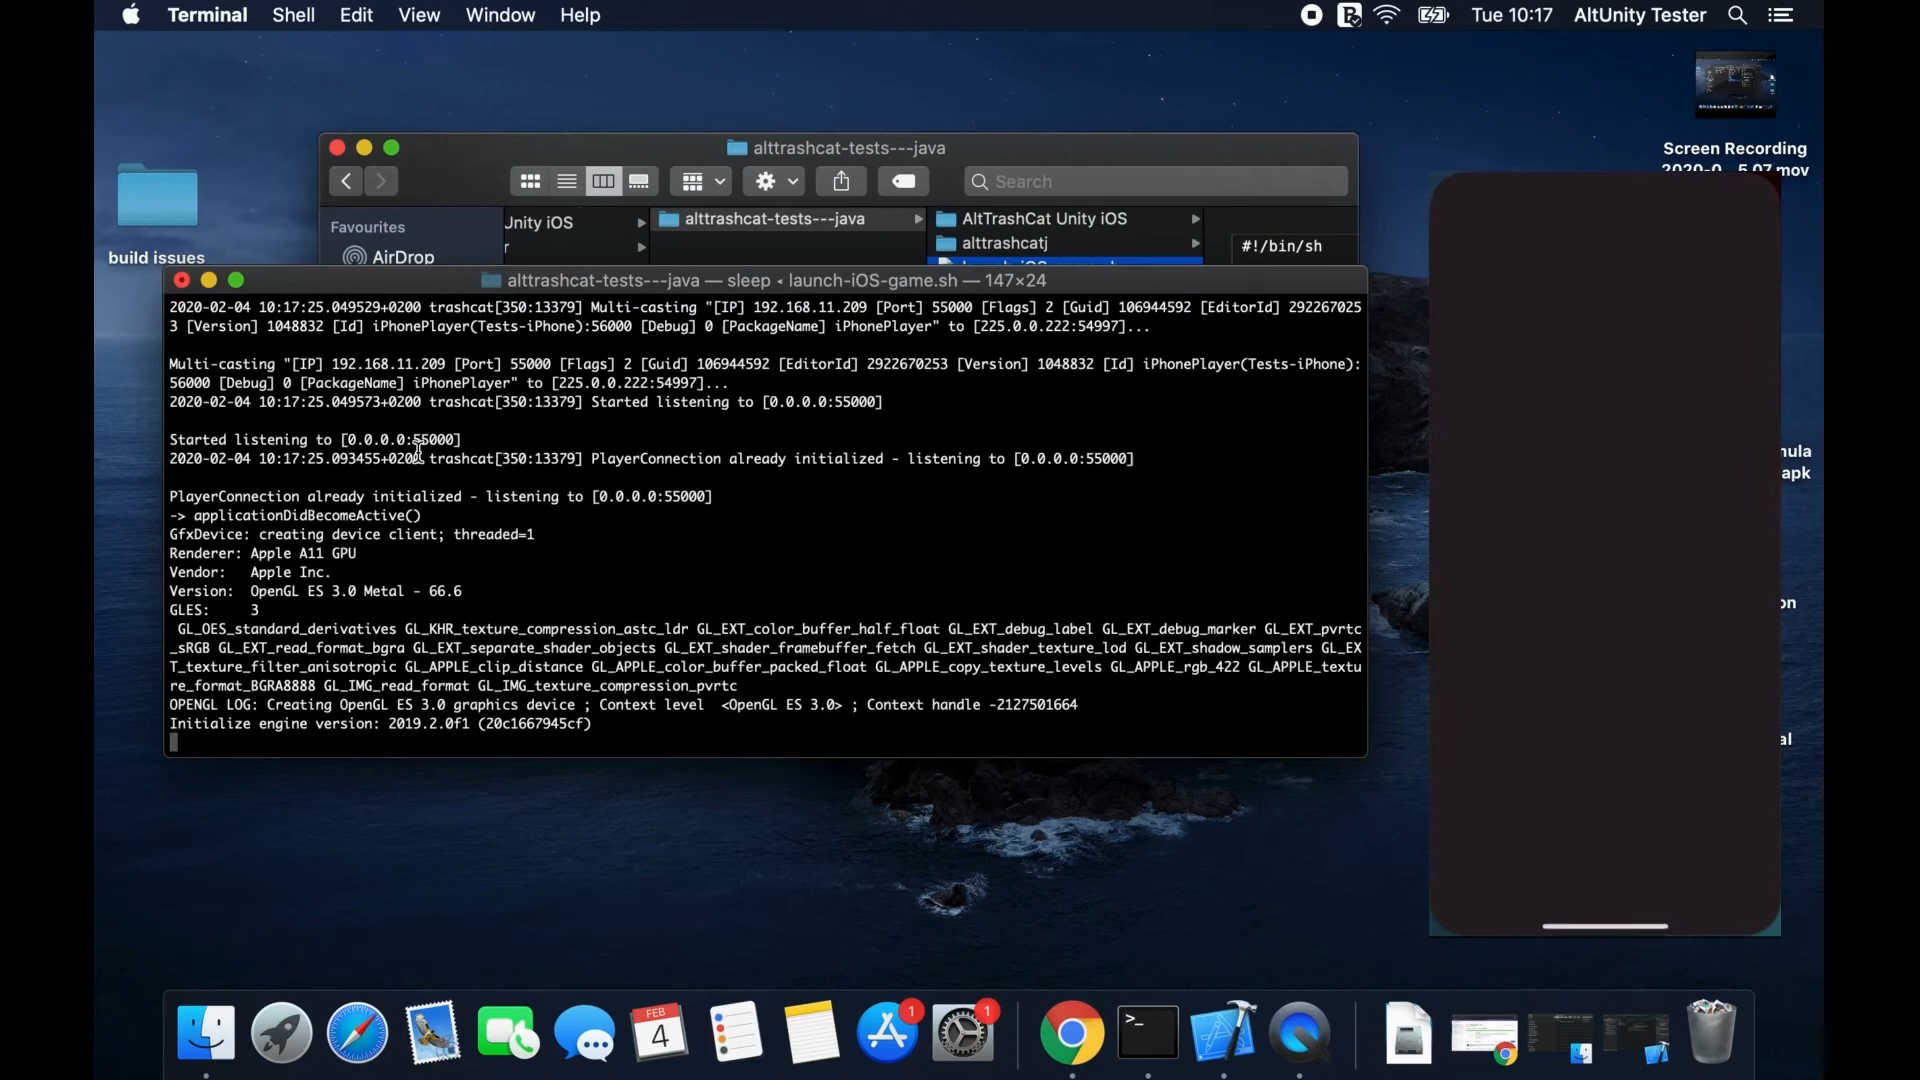 Terminal Shell Edit View Window Help
Tue 10:17 AltUnity Tester
Screen Recording
2020-0...5.07.mov
build issues
alttrashcat-tests---java
Search
Favourites
AirDrop
Unity iOS
r
alttrashcat-tests---java
AltTrashCat Unity iOS
alttrashcatj
#!/bin/sh
alttrashcat-tests---java — sleep ◂ launch-iOS-game.sh — 147×24
2020-02-04 10:17:25.049529+0200 trashcat[350:13379] Multi-casting "[IP] 192.168.11.209 [Port] 55000 [Flags] 2 [Guid] 106944592 [EditorId] 292267025
3 [Version] 1048832 [Id] iPhonePlayer(Tests-iPhone):56000 [Debug] 0 [PackageName] iPhonePlayer" to [225.0.0.222:54997]...
Multi-casting "[IP] 192.168.11.209 [Port] 55000 [Flags] 2 [Guid] 106944592 [EditorId] 2922670253 [Version] 1048832 [Id] iPhonePlayer(Tests-iPhone):
56000 [Debug] 0 [PackageName] iPhonePlayer" to [225.0.0.222:54997]...
2020-02-04 10:17:25.049573+0200 trashcat[350:13379] Started listening to [0.0.0.0:55000]
Started listening to [0.0.0.0:55000]
2020-02-04 10:17:25.093455+0200 trashcat[350:13379] PlayerConnection already initialized - listening to [0.0.0.0:55000]
PlayerConnection already initialized - listening to [0.0.0.0:55000]
-> applicationDidBecomeActive()
GfxDevice: creating device client; threaded=1
Renderer: Apple A11 GPU
Vendor: Apple Inc.
Version: OpenGL ES 3.0 Metal - 66.6
GLES: 3
GL_OES_standard_derivatives GL_KHR_texture_compression_astc_ldr GL_EXT_color_buffer_half_float GL_EXT_debug_label GL_EXT_debug_marker GL_EXT_pvrtc
_sRGB GL_EXT_read_format_bgra GL_EXT_separate_shader_objects GL_EXT_shader_framebuffer_fetch GL_EXT_shader_texture_lod GL_EXT_shadow_samplers GL_EX
T_texture_filter_anisotropic GL_APPLE_clip_distance GL_APPLE_color_buffer_packed_float GL_APPLE_copy_texture_levels GL_APPLE_rgb_422 GL_APPLE_textu
re_format_BGRA8888 GL_IMG_read_format GL_IMG_texture_compression_pvrtc
OPENGL LOG: Creating OpenGL ES 3.0 graphics device ; Context level <OpenGL ES 3.0> ; Context handle -2127501664
Initialize engine version: 2019.2.0f1 (20c1667945cf)
nula
apk
on
al
FEB
4
1
1
>_